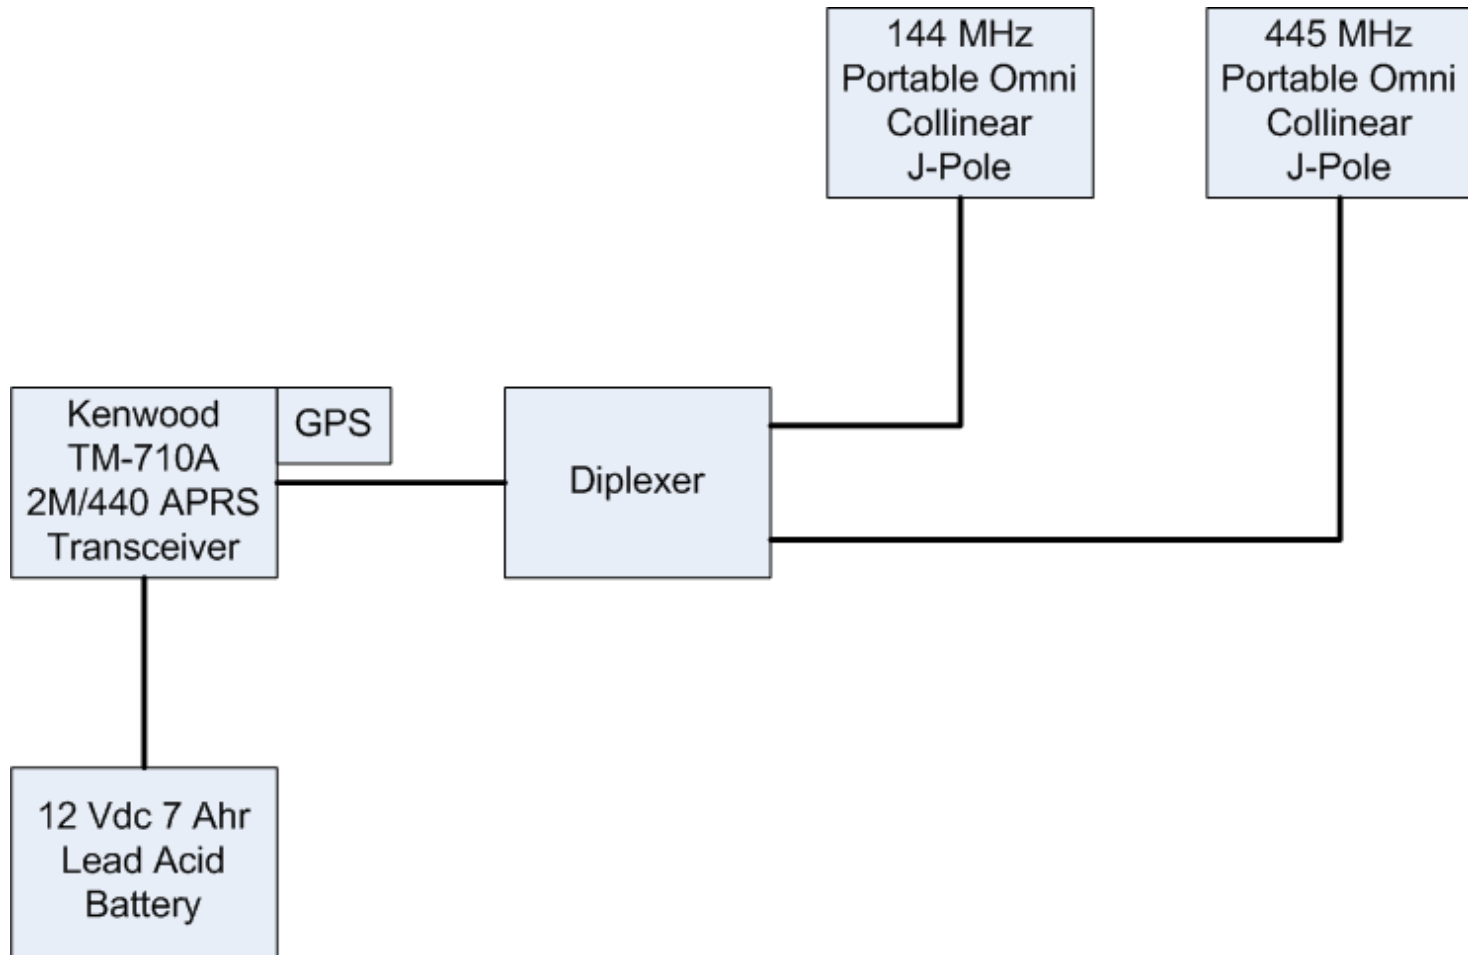 144 MHz
Portable Omni
Collinear
J-Pole
445 MHz
Portable Omni
Collinear
J-Pole
Kenwood
TM-710A
2M/440 APRS
Transceiver
GPS
Diplexer
12 Vdc 7 Ahr
Lead Acid
Battery